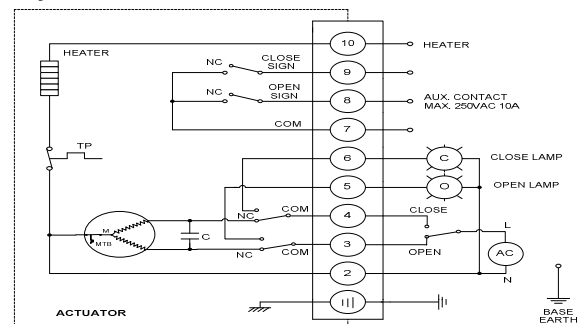 HEATER
10
HEATER
NC
CLOSE
SIGN
9
NC
OPEN
SIGN
8
AUX. CONTACT
MAX. 250VAC 10A
COM
7
TP
6
C
CLOSE LAMP
5
O
OPEN LAMP
NC
COM
4
CLOSE
L
M
MTB
C
NC
COM
3
OPEN
AC
2
N
ACTUATOR
BASE
EARTH